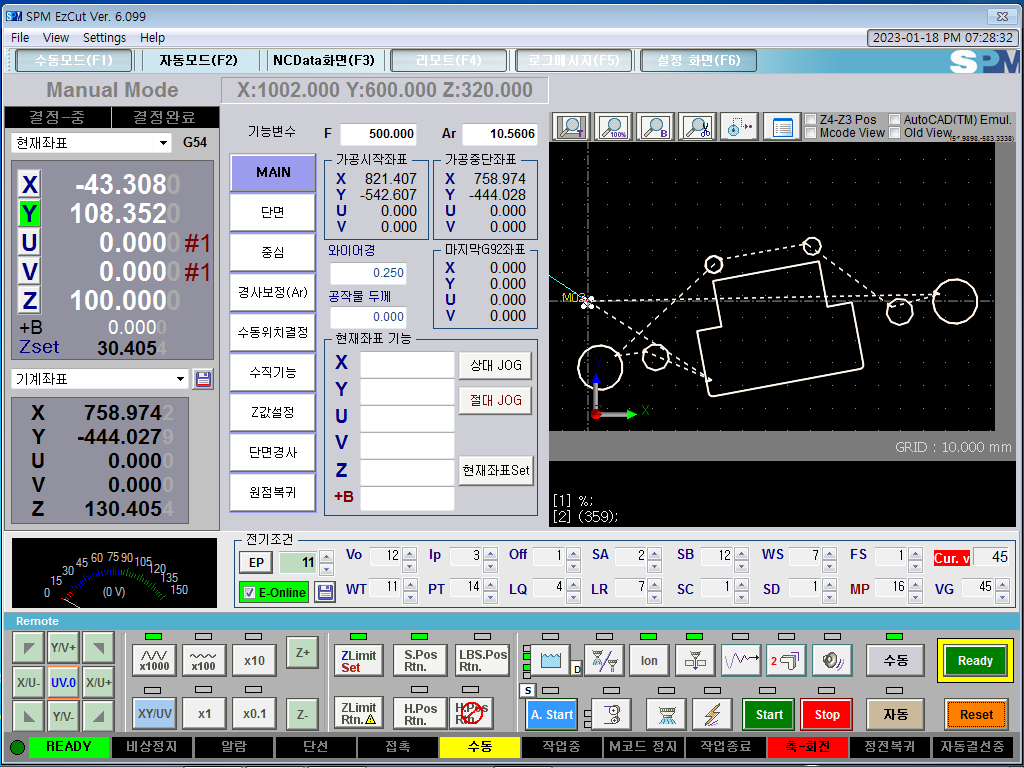 SPM EzCut Ver. 6.099
File View Settings Help
2023-01-18 PM 07:28:32
수동모드(F1) 자동모드(F2) NCData화면(F3) 리모트(F4) 로그메시지(F5) 설정 화면(F6) SPM
Manual Mode
X:1002.000 Y:600.000 Z:320.000
결정-중 결정완료
현재좌표 G54
X -43.3080
Y 108.3520
U 0.0000 #1
V 0.0000 #1
Z 100.0000
+B 0.0000
Zset 30.4054
기계좌표
X 758.9742
Y -444.0279
U 0.0000
V 0.0000
Z 130.4054
기능변수 F 500.000 Ar 10.5606
MAIN
단면
중심
경사보정(Ar)
수동위치결정
수직기능
Z값설정
단면경사
원점복귀
가공시작좌표
X 821.407
Y -542.607
U 0.000
V 0.000
가공중단좌표
X 758.974
Y -444.028
U 0.000
V 0.000
와이어경
0.250
공작물 두께
0.000
마지막G92좌표
X 0.000
Y 0.000
U 0.000
V 0.000
현재좌표 기능
X
Y
U
V
Z
+B
상대 JOG
절대 JOG
현재좌표Set
T 100% B
Z4-Z3 Pos AutoCAD(TM) Emul.
Mcode View Old View
X
GRID : 10.000 mm
[1] %;
[2] (359);
0 15 30 45 60 75 90 105 120 135 150
(0 V)
전기조건
EP 11 Vo 12 Ip 3 Off 1 SA 2 SB 12 WS 7 FS 1 Cur. v 45
E-Online WT 11 PT 14 LQ 4 LR 7 SC 1 SD 1 MP 16 VG 45
Remote
Y/V+
x1000 x100 x10 Z+
ZLimit Set S.Pos Rtn. LBS.Pos Rtn.
D Ion 2 수동 Ready
X/U- UV.0 X/U+
Y/V-
XY/UV x1 x0.1 Z-
ZLimit Rtn. H.Pos Rtn.
S A. Start Start Stop 자동 Reset
READY 비상정지 알람 단선 접촉 수동 작업중 M코드 정지 작업종료 축-회전 정전복귀 자동결선중